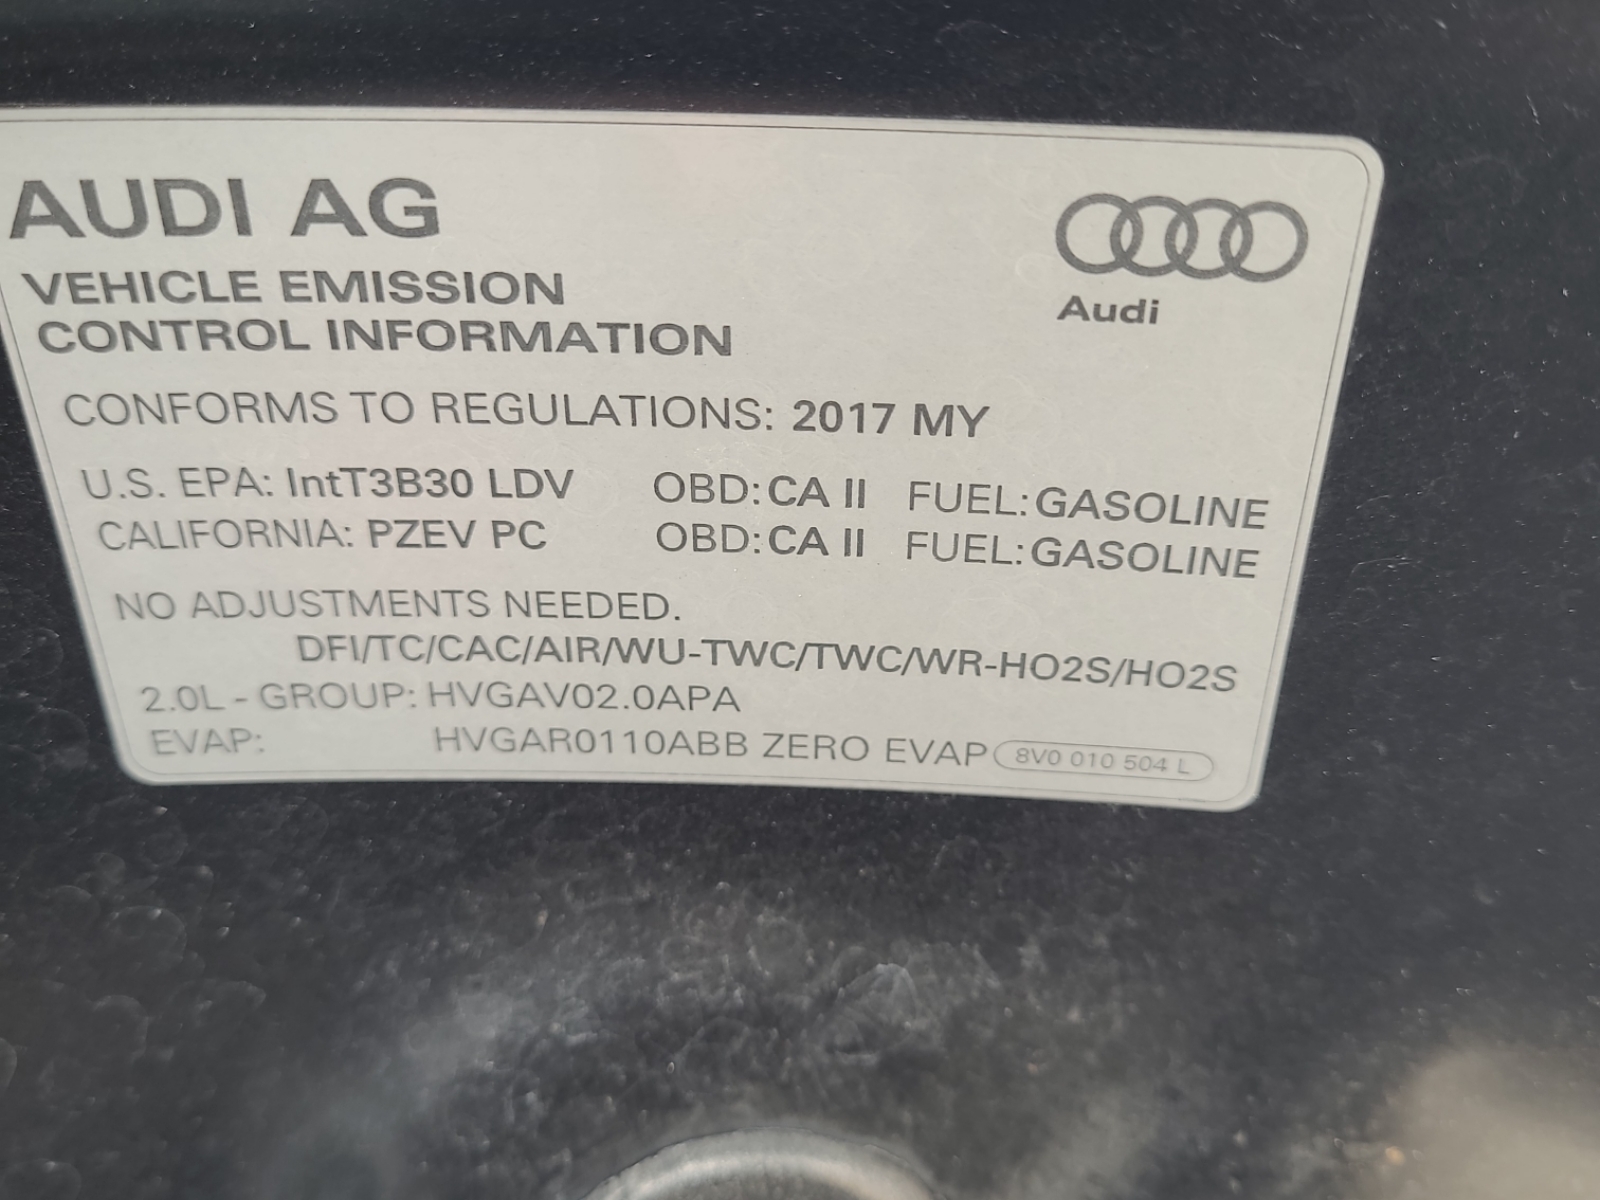 AUDI AG
Audi
VEHICLE EMISSION
CONTROL INFORMATION
CONFORMS TO REGULATIONS: 2017 MY
U.S. EPA: IntT3B30 LDV OBD: CA II FUEL: GASOLINE
CALIFORNIA: PZEV PC OBD: CA II FUEL: GASOLINE
NO ADJUSTMENTS NEEDED.
DFI/TC/CAC/AIR/WU-TWC/TWC/WR-HO2S/HO2S
2.0L - GROUP: HVGAV02.0APA
EVAP: HVGAR0110ABB ZERO EVAP 8V0 010 504 L